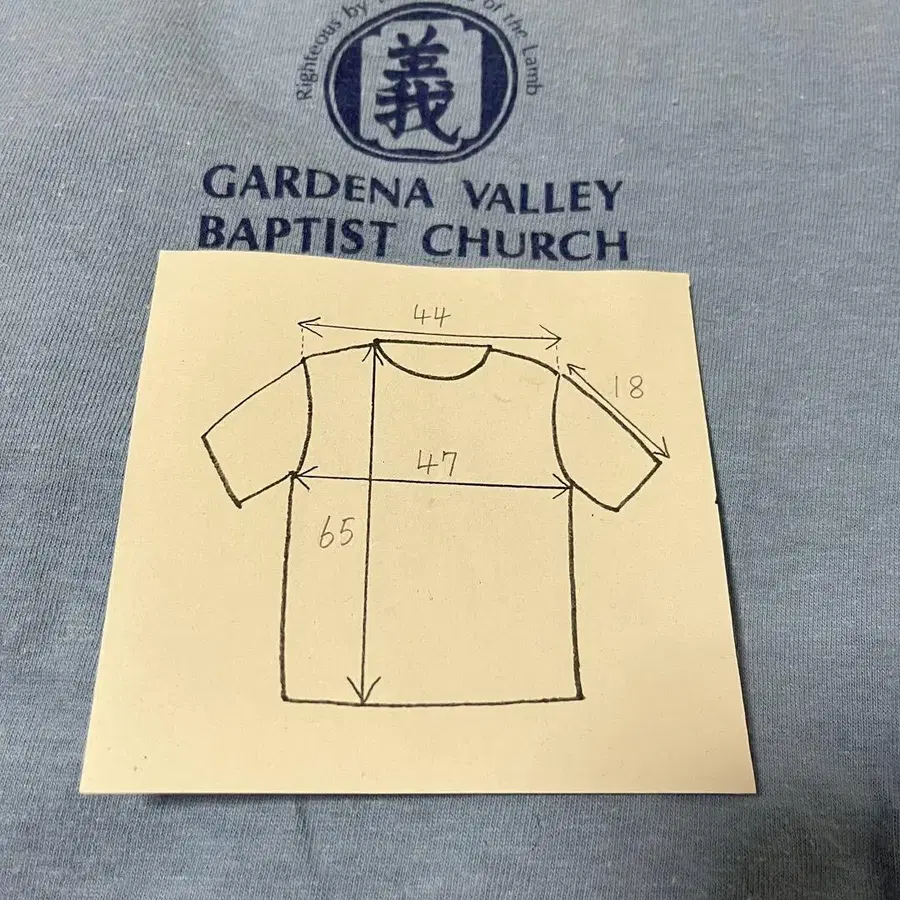 Righteous by of the Lamb
義
GARDENA VALLEY
BAPTIST CHURCH
44
18
47
65